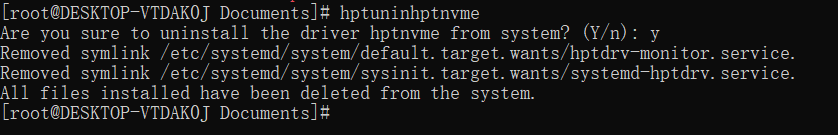 [root@DESKTOP-VTDAK0J Documents]# hptuninhptnvme
Are you sure to uninstall the driver hptnvme from system? (Y/n): y
Removed symlink /etc/systemd/system/default.target.wants/hptdrv-monitor.service.
Removed symlink /etc/systemd/system/sysinit.target.wants/systemd-hptdrv.service.
All files installed have been deleted from the system.
[root@DESKTOP-VTDAK0J Documents]#